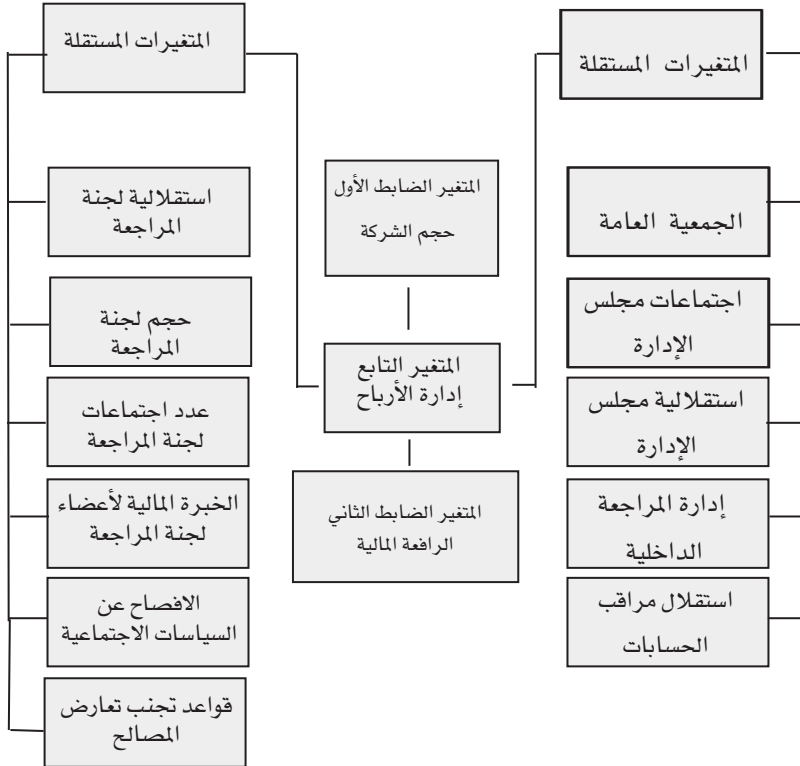 المتغيرات المستقلة
الجمعية العامة
اجتماعات مجلس
الإدارة
استقلالية مجلس
الإدارة
إدارة المراجعة
الداخلية
استقلال مراقب
الحسابات
المتغير الضابط الأول
حجم الشركة
المتغير التابع
إدارة الأرباح
المتغير الضابط الثاني
الرافعة المالية
المتغيرات المستقلة
استقلالية لجنة
المراجعة
حجم لجنة
المراجعة
عدد اجتماعات
لجنة المراجعة
الخبرة المالية لأعضاء
لجنة المراجعة
الافصاح عن
السياسات الاجتماعية
قواعد تجنب تعارض
المصالح